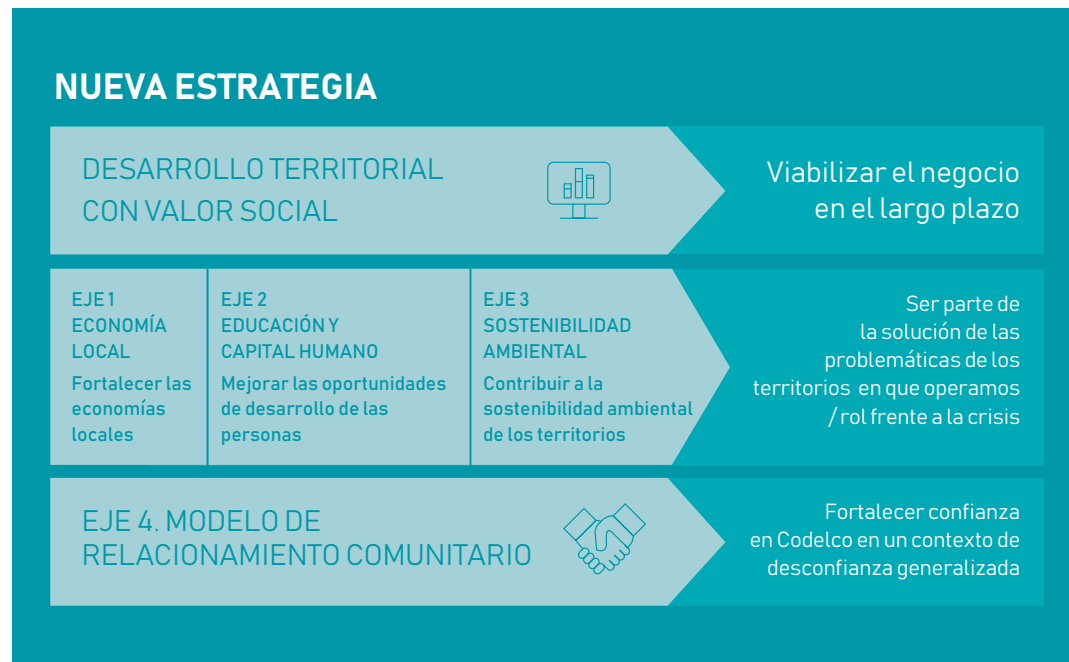 NUEVA ESTRATEGIA
DESARROLLO TERRITORIAL
CON VALOR SOCIAL
Viabilizar el negocio
en el largo plazo
EJE 1
ECONOMÍA
LOCAL
Fortalecer las
economías
locales
EJE 2
EDUCACIÓN Y
CAPITAL HUMANO
Mejorar las oportunidades
de desarrollo de las
personas
EJE 3
SOSTENIBILIDAD
AMBIENTAL
Contribuir a la
sostenibilidad ambiental
de los territorios
Ser parte de
la solución de las
problemáticas de los
territorios en que operamos
/ rol frente a la crisis
EJE 4. MODELO DE
RELACIONAMIENTO COMUNITARIO
Fortalecer confianza
en Codelco en un contexto de
desconfianza generalizada